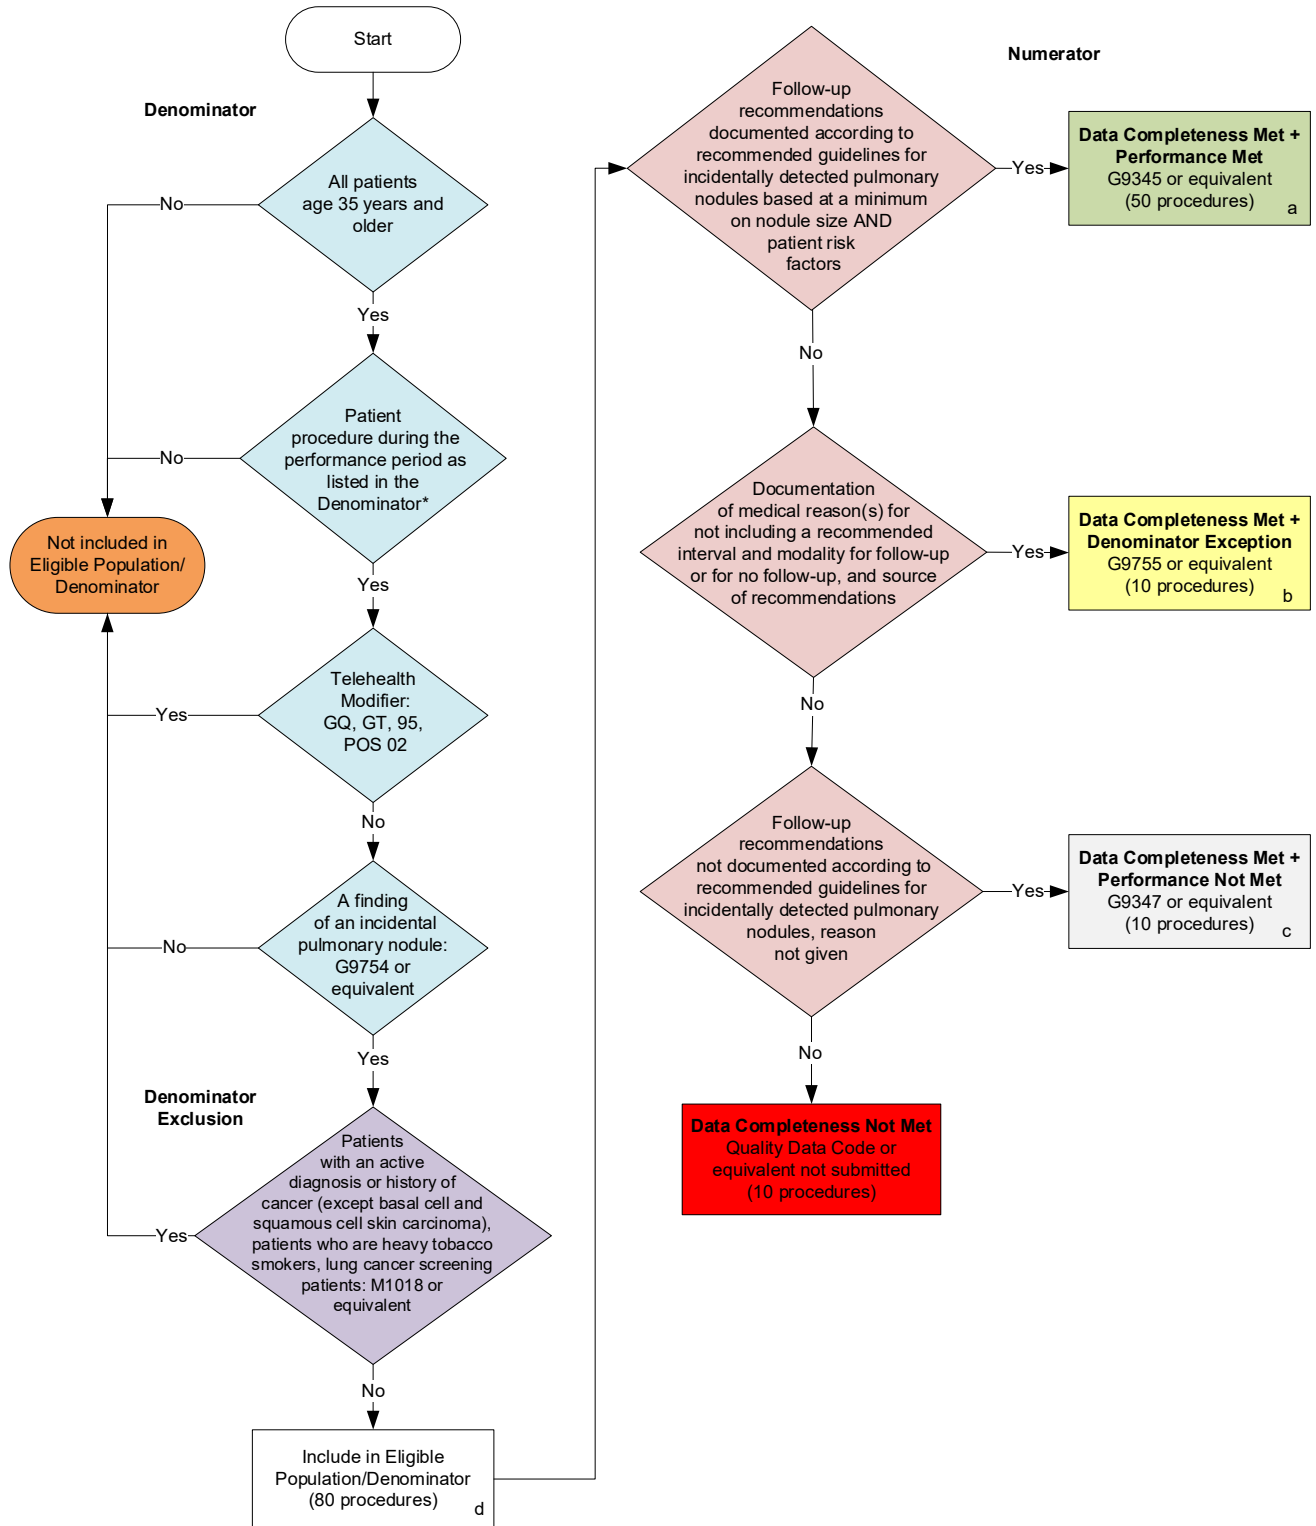 Start
Denominator
All patients
age 35 years and
older
No
Yes
Patient
procedure during the
performance period as
listed in the
Denominator*
No
Not included in
Eligible Population/
Denominator
Yes
Telehealth
Modifier:
GQ, GT, 95,
POS 02
Yes
No
A finding
of an incidental
pulmonary nodule:
G9754 or
equivalent
No
Yes
Denominator
Exclusion
Patients
with an active
diagnosis or history of
cancer (except basal cell and
squamous cell skin carcinoma),
patients who are heavy tobacco
smokers, lung cancer screening
patients: M1018 or
equivalent
Yes
No
Include in Eligible
Population/Denominator
(80 procedures)
d
Numerator
Follow-up
recommendations
documented according to
recommended guidelines for
incidentally detected pulmonary
nodules based at a minimum
on nodule size AND
patient risk
factors
Yes
Data Completeness Met +
Performance Met
G9345 or equivalent
(50 procedures)
a
No
Documentation
of medical reason(s) for
not including a recommended
interval and modality for follow-up
or for no follow-up, and source
of recommendations
Yes
Data Completeness Met +
Denominator Exception
G9755 or equivalent
(10 procedures)
b
No
Follow-up
recommendations
not documented according to
recommended guidelines for
incidentally detected pulmonary
nodules, reason
not given
Yes
Data Completeness Met +
Performance Not Met
G9347 or equivalent
(10 procedures)
c
No
Data Completeness Not Met
Quality Data Code or
equivalent not submitted
(10 procedures)